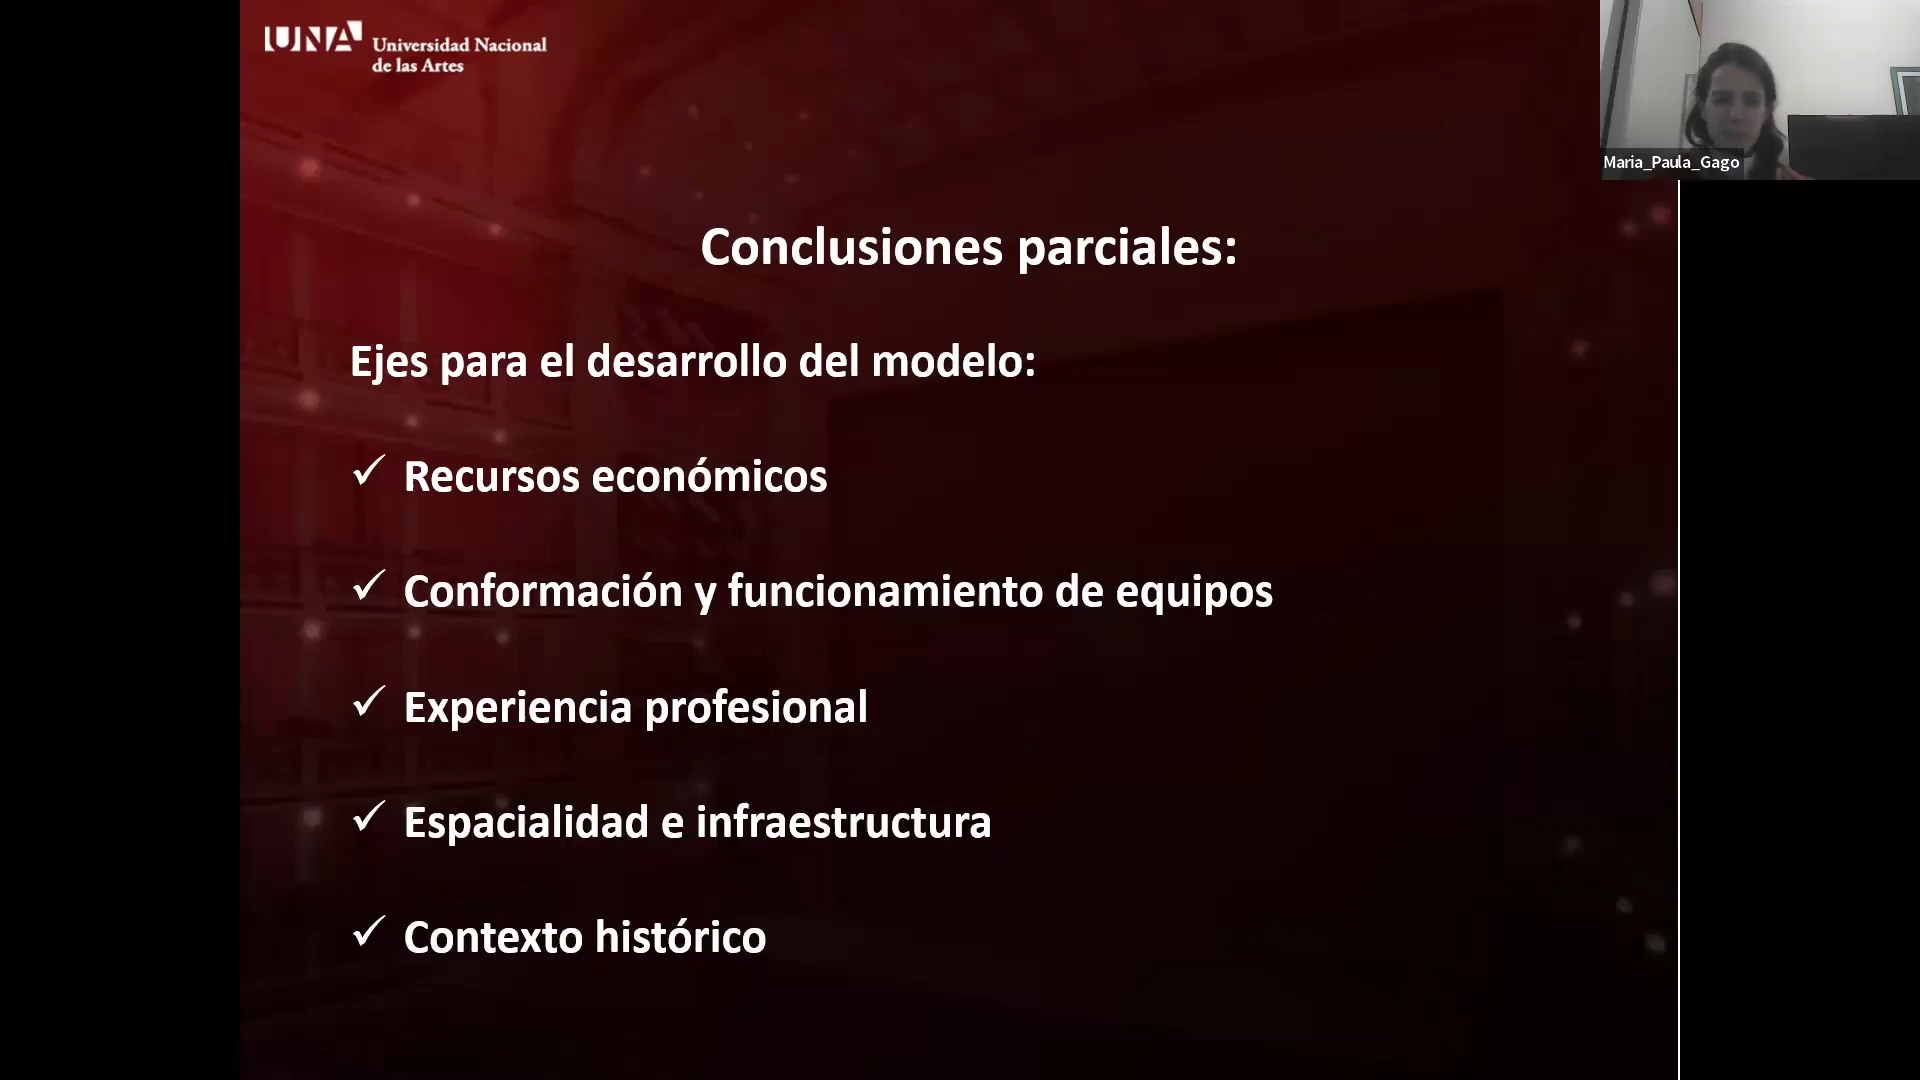 UNA Universidad Nacional
de las Artes
Maria_Paula_Gago
Conclusiones parciales:
Ejes para el desarrollo del modelo:
✓ Recursos económicos
✓ Conformación y funcionamiento de equipos
✓ Experiencia profesional
✓ Espacialidad e infraestructura
✓ Contexto histórico